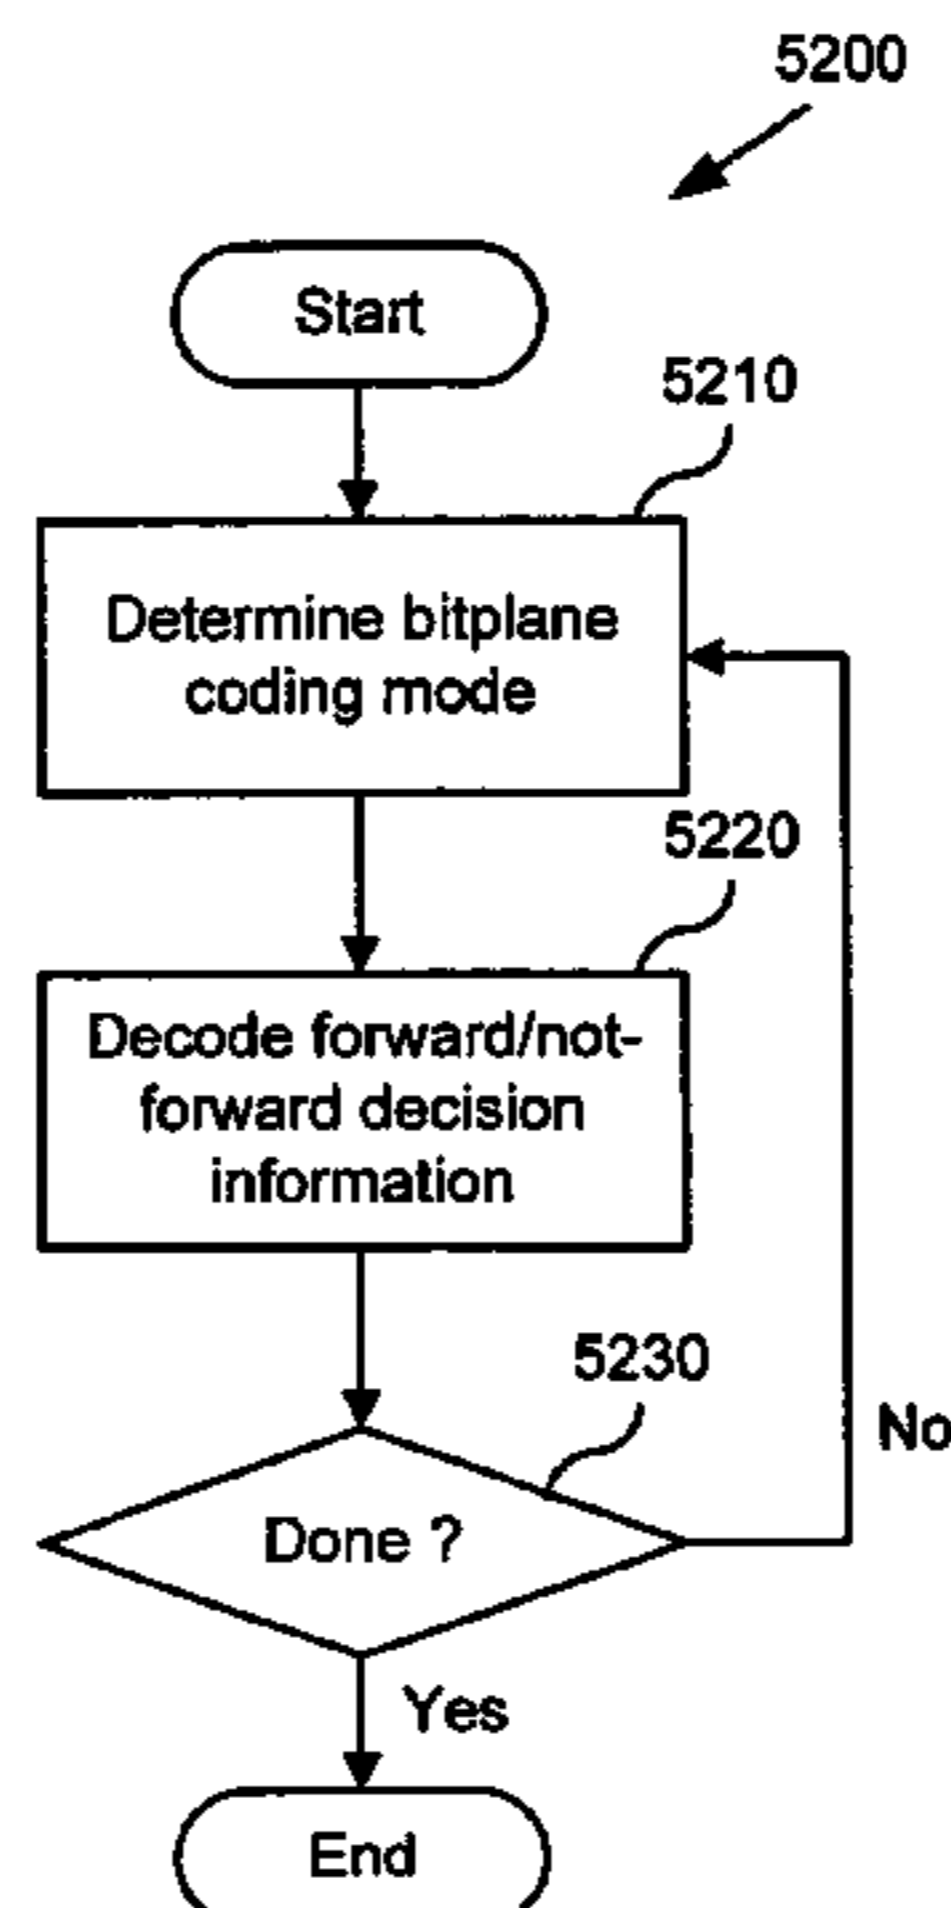 5200
Start
5210
Determine bitplane
coding mode
5220
Decode forward/not-
forward decision
information
5230
Done ?
No
Yes
End